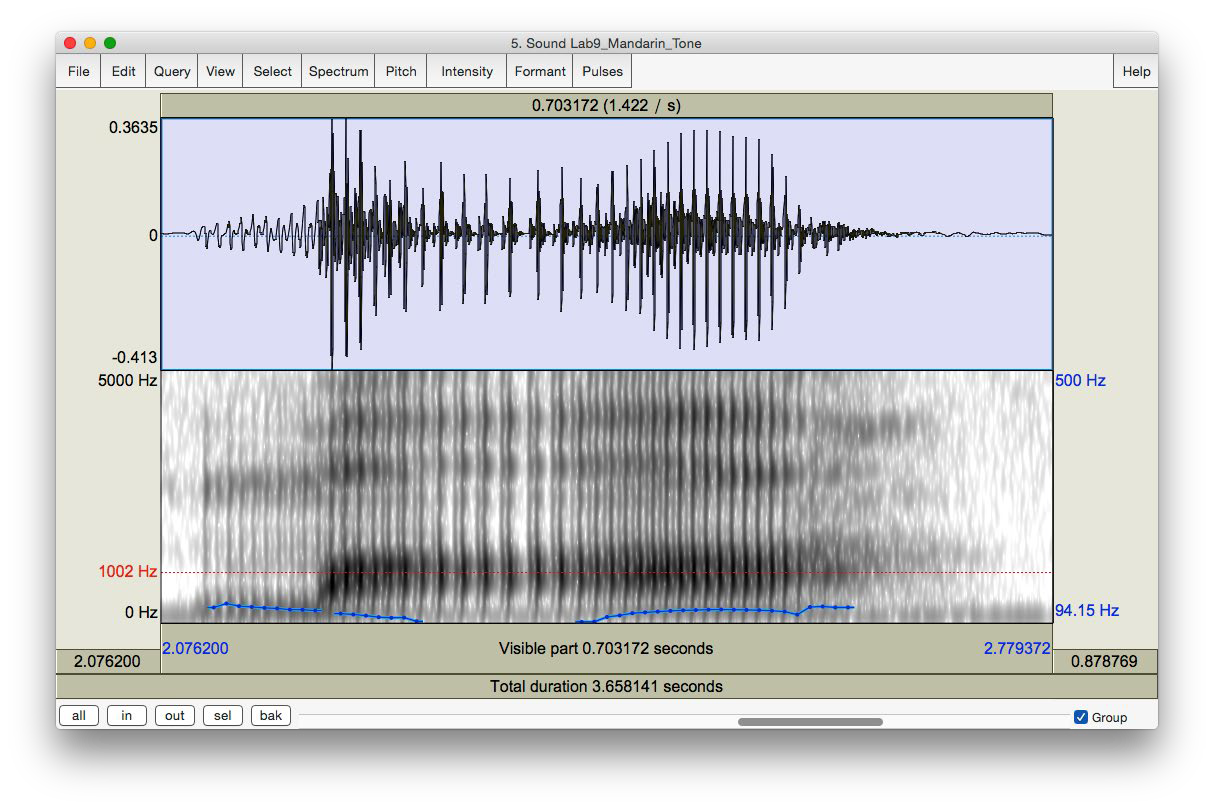 5. Sound Lab9_Mandarin_Tone
File Edit Query View Select Spectrum Pitch Intensity Formant Pulses Help
0.703172 (1.422 / s)
0.3635
0
-0.413
5000 Hz 500 Hz
1002 Hz
0 Hz 94.15 Hz
2.076200 Visible part 0.703172 seconds 2.779372
2.076200 0.878769
Total duration 3.658141 seconds
all in out sel bak Group